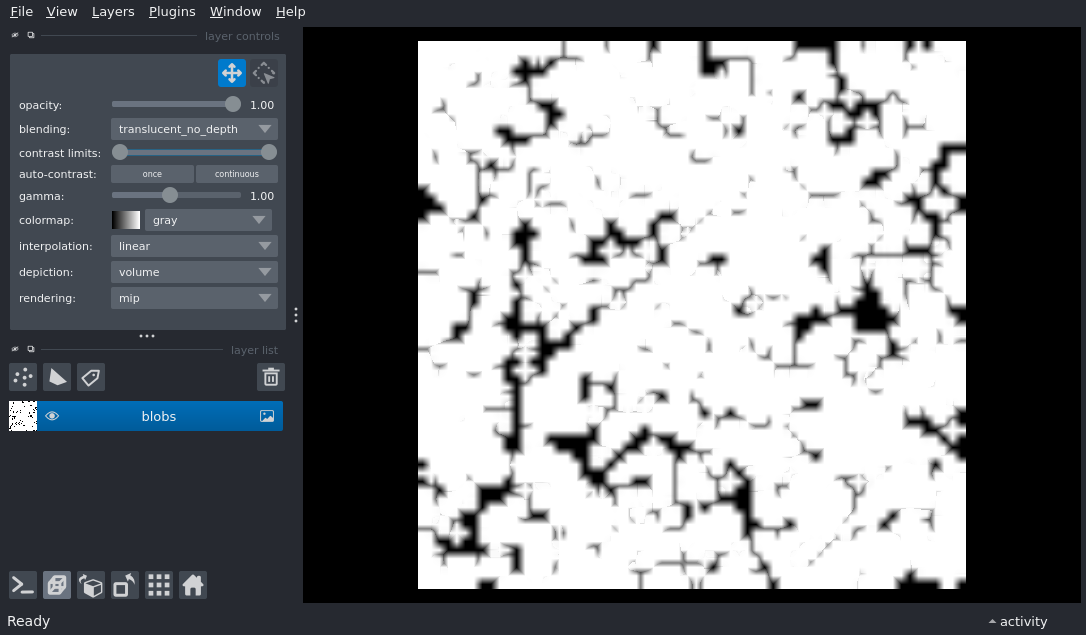 File View Layers Plugins Window Help
layer controls
opacity: 1.00
blending: translucent_no_depth
contrast limits:
auto-contrast: once continuous
gamma: 1.00
colormap: gray
interpolation: linear
depiction: volume
rendering: mip
layer list
blobs
Ready activity